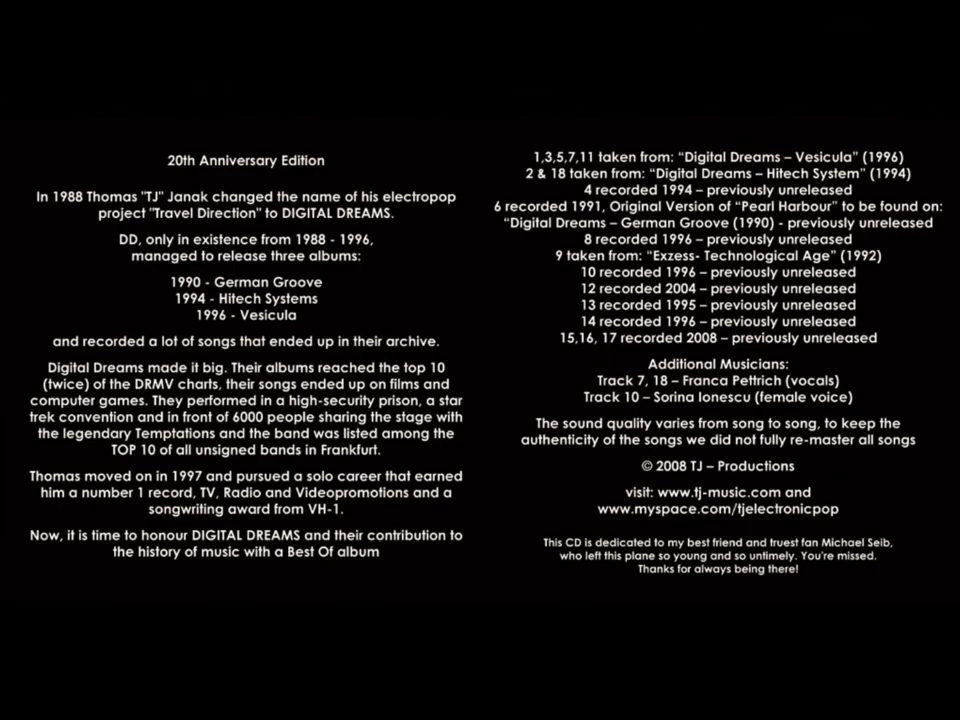 20th Anniversary Edition
In 1988 Thomas "TJ" Janak changed the name of his electropop
project "Travel Direction" to DIGITAL DREAMS.
DD, only in existence from 1988 - 1996,
managed to release three albums:
1990 - German Groove
1994 - Hitech Systems
1996 - Vesicula
and recorded a lot of songs that ended up in their archive.
Digital Dreams made it big. Their albums reached the top 10
(twice) of the DRMV charts, their songs ended up on films and
computer games. They performed in a high-security prison, a star
trek convention and in front of 6000 people sharing the stage with
the legendary Temptations and the band was listed among the
TOP 10 of all unsigned bands in Frankfurt.
Thomas moved on in 1997 and pursued a solo career that earned
him a number 1 record, TV, Radio and Videopromotions and a
songwriting award from VH-1.
Now, it is time to honour DIGITAL DREAMS and their contribution to
the history of music with a Best Of album
1,3,5,7,11 taken from: “Digital Dreams – Vesicula” (1996)
2 & 18 taken from: “Digital Dreams – Hitech System” (1994)
4 recorded 1994 – previously unreleased
6 recorded 1991, Original Version of “Pearl Harbour” to be found on:
“Digital Dreams – German Groove (1990) - previously unreleased
8 recorded 1996 – previously unreleased
9 taken from: “Exzess- Technological Age” (1992)
10 recorded 1996 – previously unreleased
12 recorded 2004 – previously unreleased
13 recorded 1995 – previously unreleased
14 recorded 1996 – previously unreleased
15,16, 17 recorded 2008 – previously unreleased
Additional Musicians:
Track 7, 18 – Franca Pettrich (vocals)
Track 10 – Sorina Ionescu (female voice)
The sound quality varies from song to song, to keep the
authenticity of the songs we did not fully re-master all songs
© 2008 TJ – Productions
visit: www.tj-music.com and
www.myspace.com/tjelectronicpop
This CD is dedicated to my best friend and truest fan Michael Seib,
who left this plane so young and so untimely. You're missed.
Thanks for always being there!